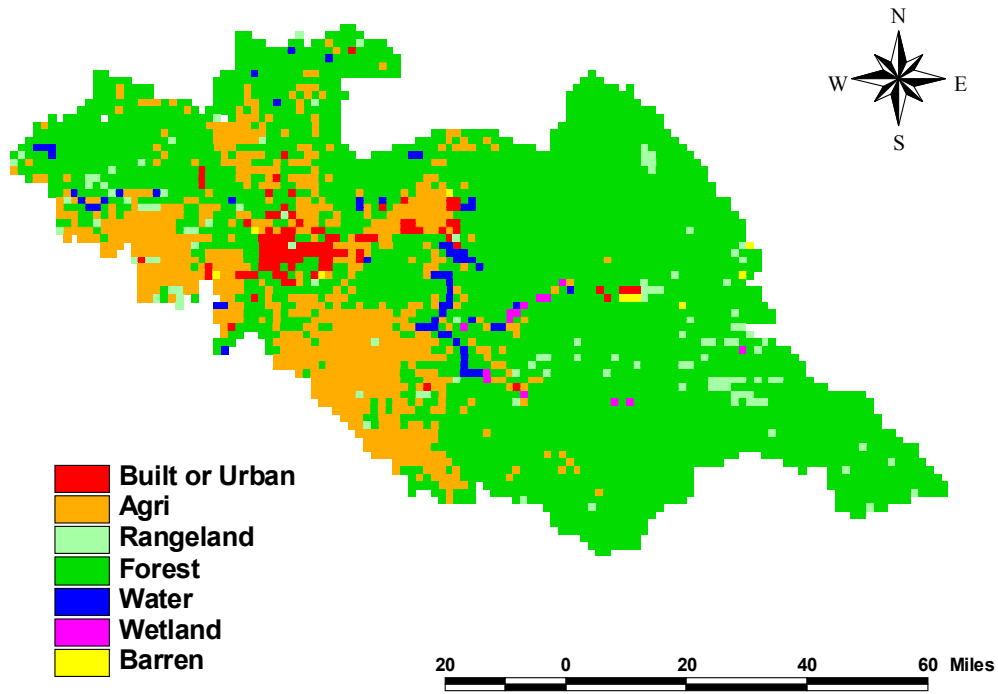 N
W E
S
Built or Urban
Agri
Rangeland
Forest
Water
Wetland
Barren
20 0 20 40 60 Miles